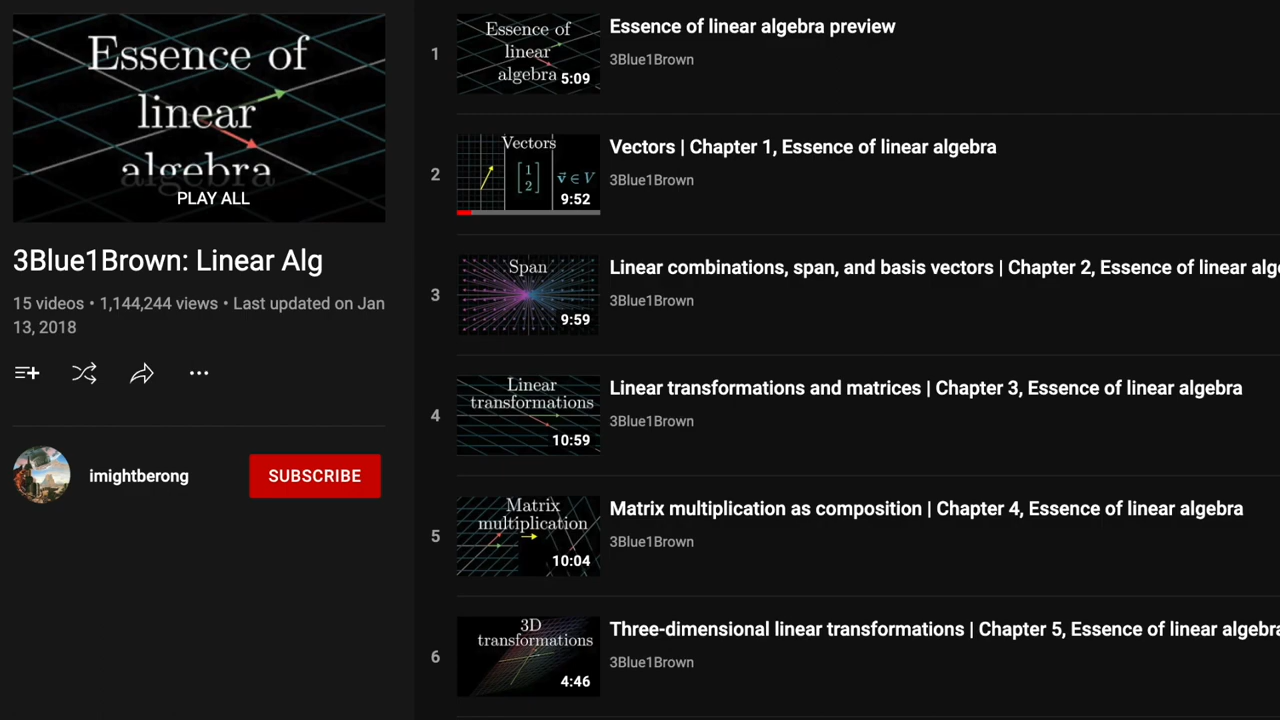 Essence of
linear
algebra
PLAY ALL
3Blue1Brown: Linear Alg
15 videos • 1,144,244 views • Last updated on Jan
13, 2018
imightberong
SUBSCRIBE
1
Essence of
linear
algebra
5:09
Essence of linear algebra preview
3Blue1Brown
2
Vectors
[1 2]
v⃗ ∈ V
9:52
Vectors | Chapter 1, Essence of linear algebra
3Blue1Brown
3
Span
9:59
Linear combinations, span, and basis vectors | Chapter 2, Essence of linear alge
3Blue1Brown
4
Linear
transformations
10:59
Linear transformations and matrices | Chapter 3, Essence of linear algebra
3Blue1Brown
5
Matrix
multiplication
10:04
Matrix multiplication as composition | Chapter 4, Essence of linear algebra
3Blue1Brown
6
3D
transformations
4:46
Three-dimensional linear transformations | Chapter 5, Essence of linear algebra
3Blue1Brown